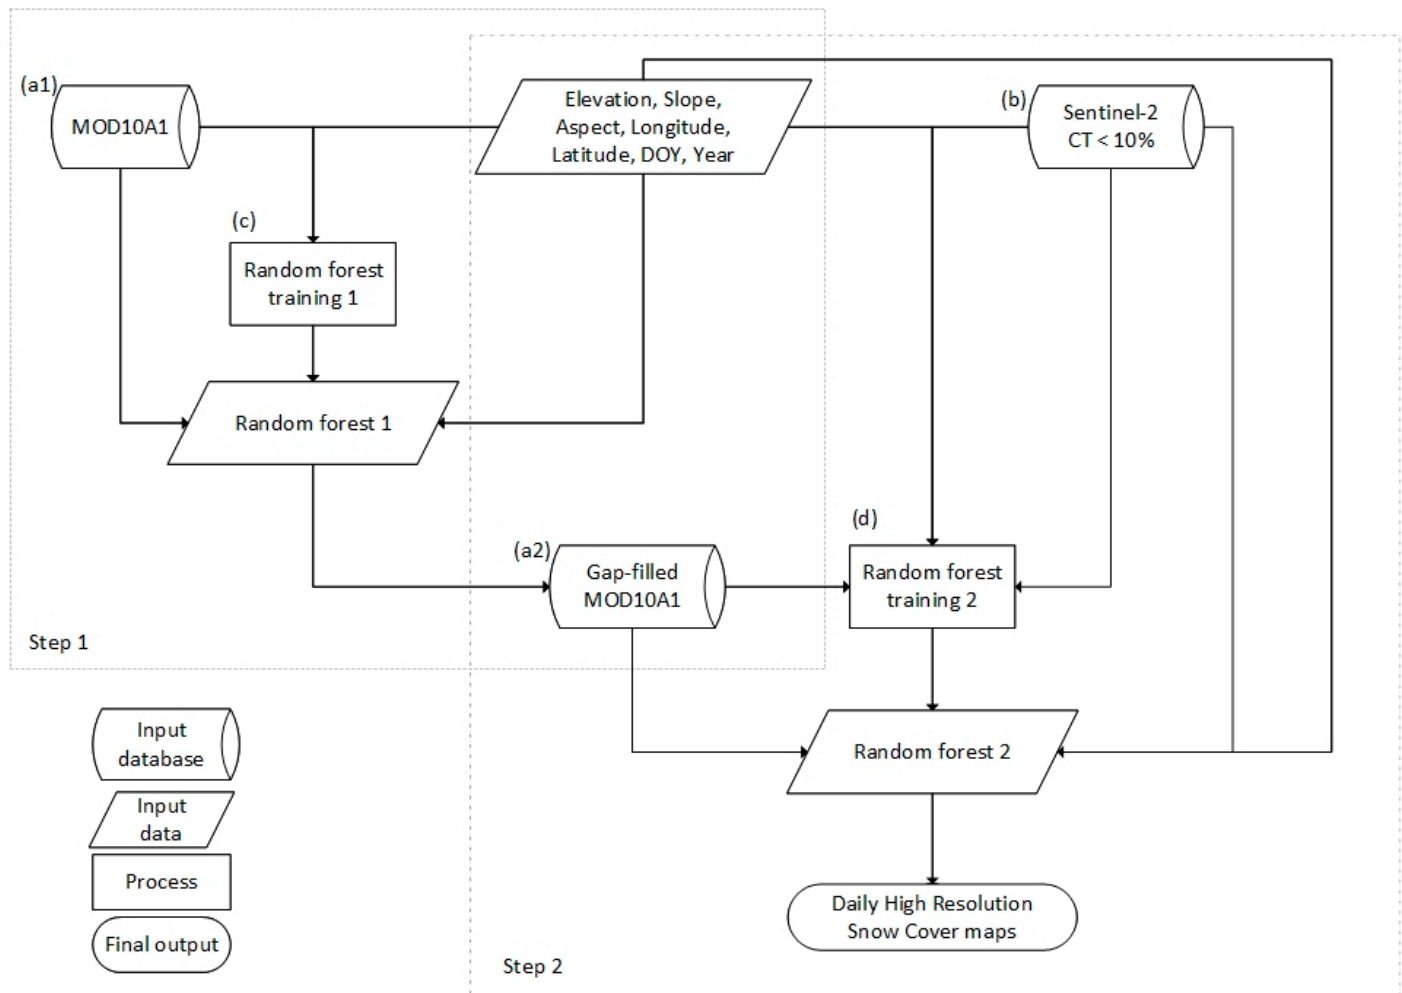 (a1)
MOD10A1
Elevation, Slope,
Aspect, Longitude,
Latitude, DOY, Year
(b)
Sentinel-2
CT < 10%
(c)
Random forest
training 1
Random forest 1
(a2)
Gap-filled
MOD10A1
(d)
Random forest
training 2
Step 1
Random forest 2
Daily High Resolution
Snow Cover maps
Step 2
Input
database
Input
data
Process
Final output